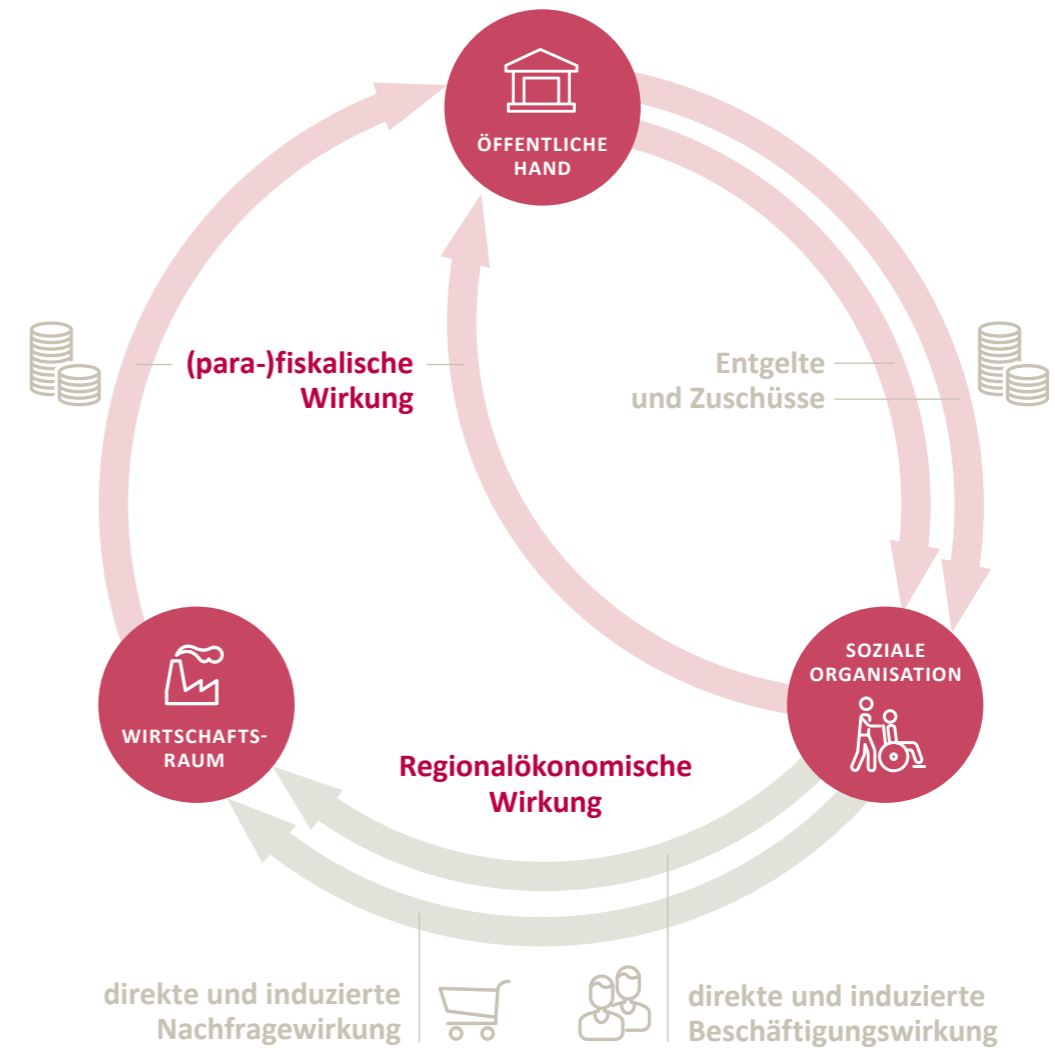 ÖFFENTLICHE
HAND
(para-)fiskalische
Wirkung
Entgelte
und Zuschüsse
SOZIALE
ORGANISATION
WIRTSCHAFTS-
RAUM
Regionalökonomische
Wirkung
direkte und induzierte
Nachfragewirkung
direkte und induzierte
Beschäftigungswirkung